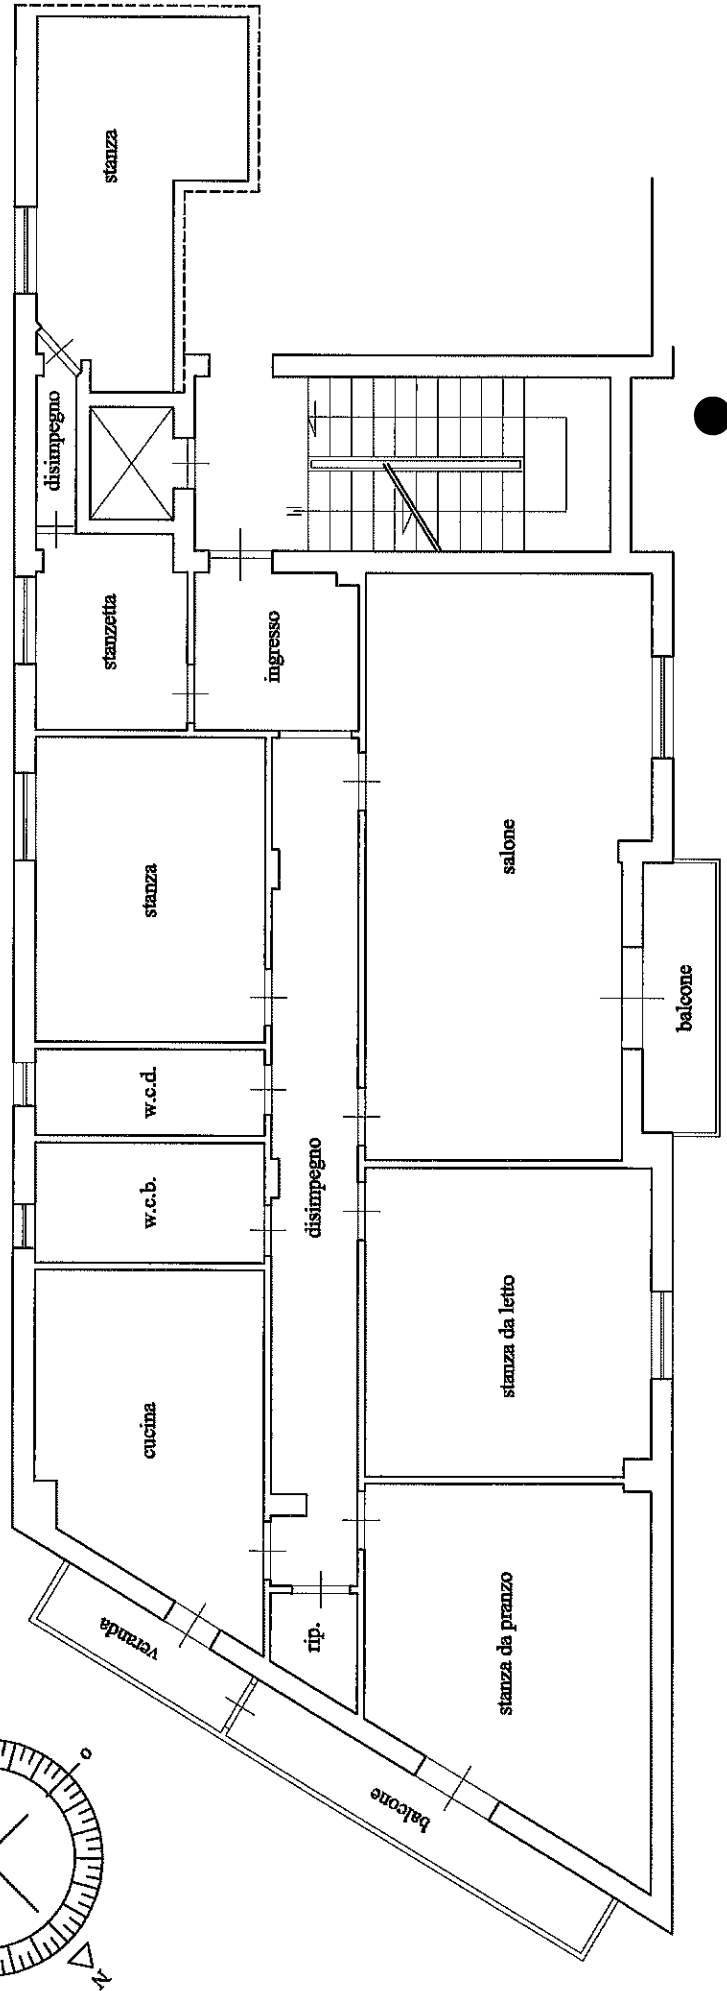 stanza
disimpegno
stanzetta
ingresso
stanza
salone
balcone
w.c.d.
w.c.b.
disimpegno
cucina
stanza da letto
veranda
rip.
stanza da pranzo
balcone
O
N